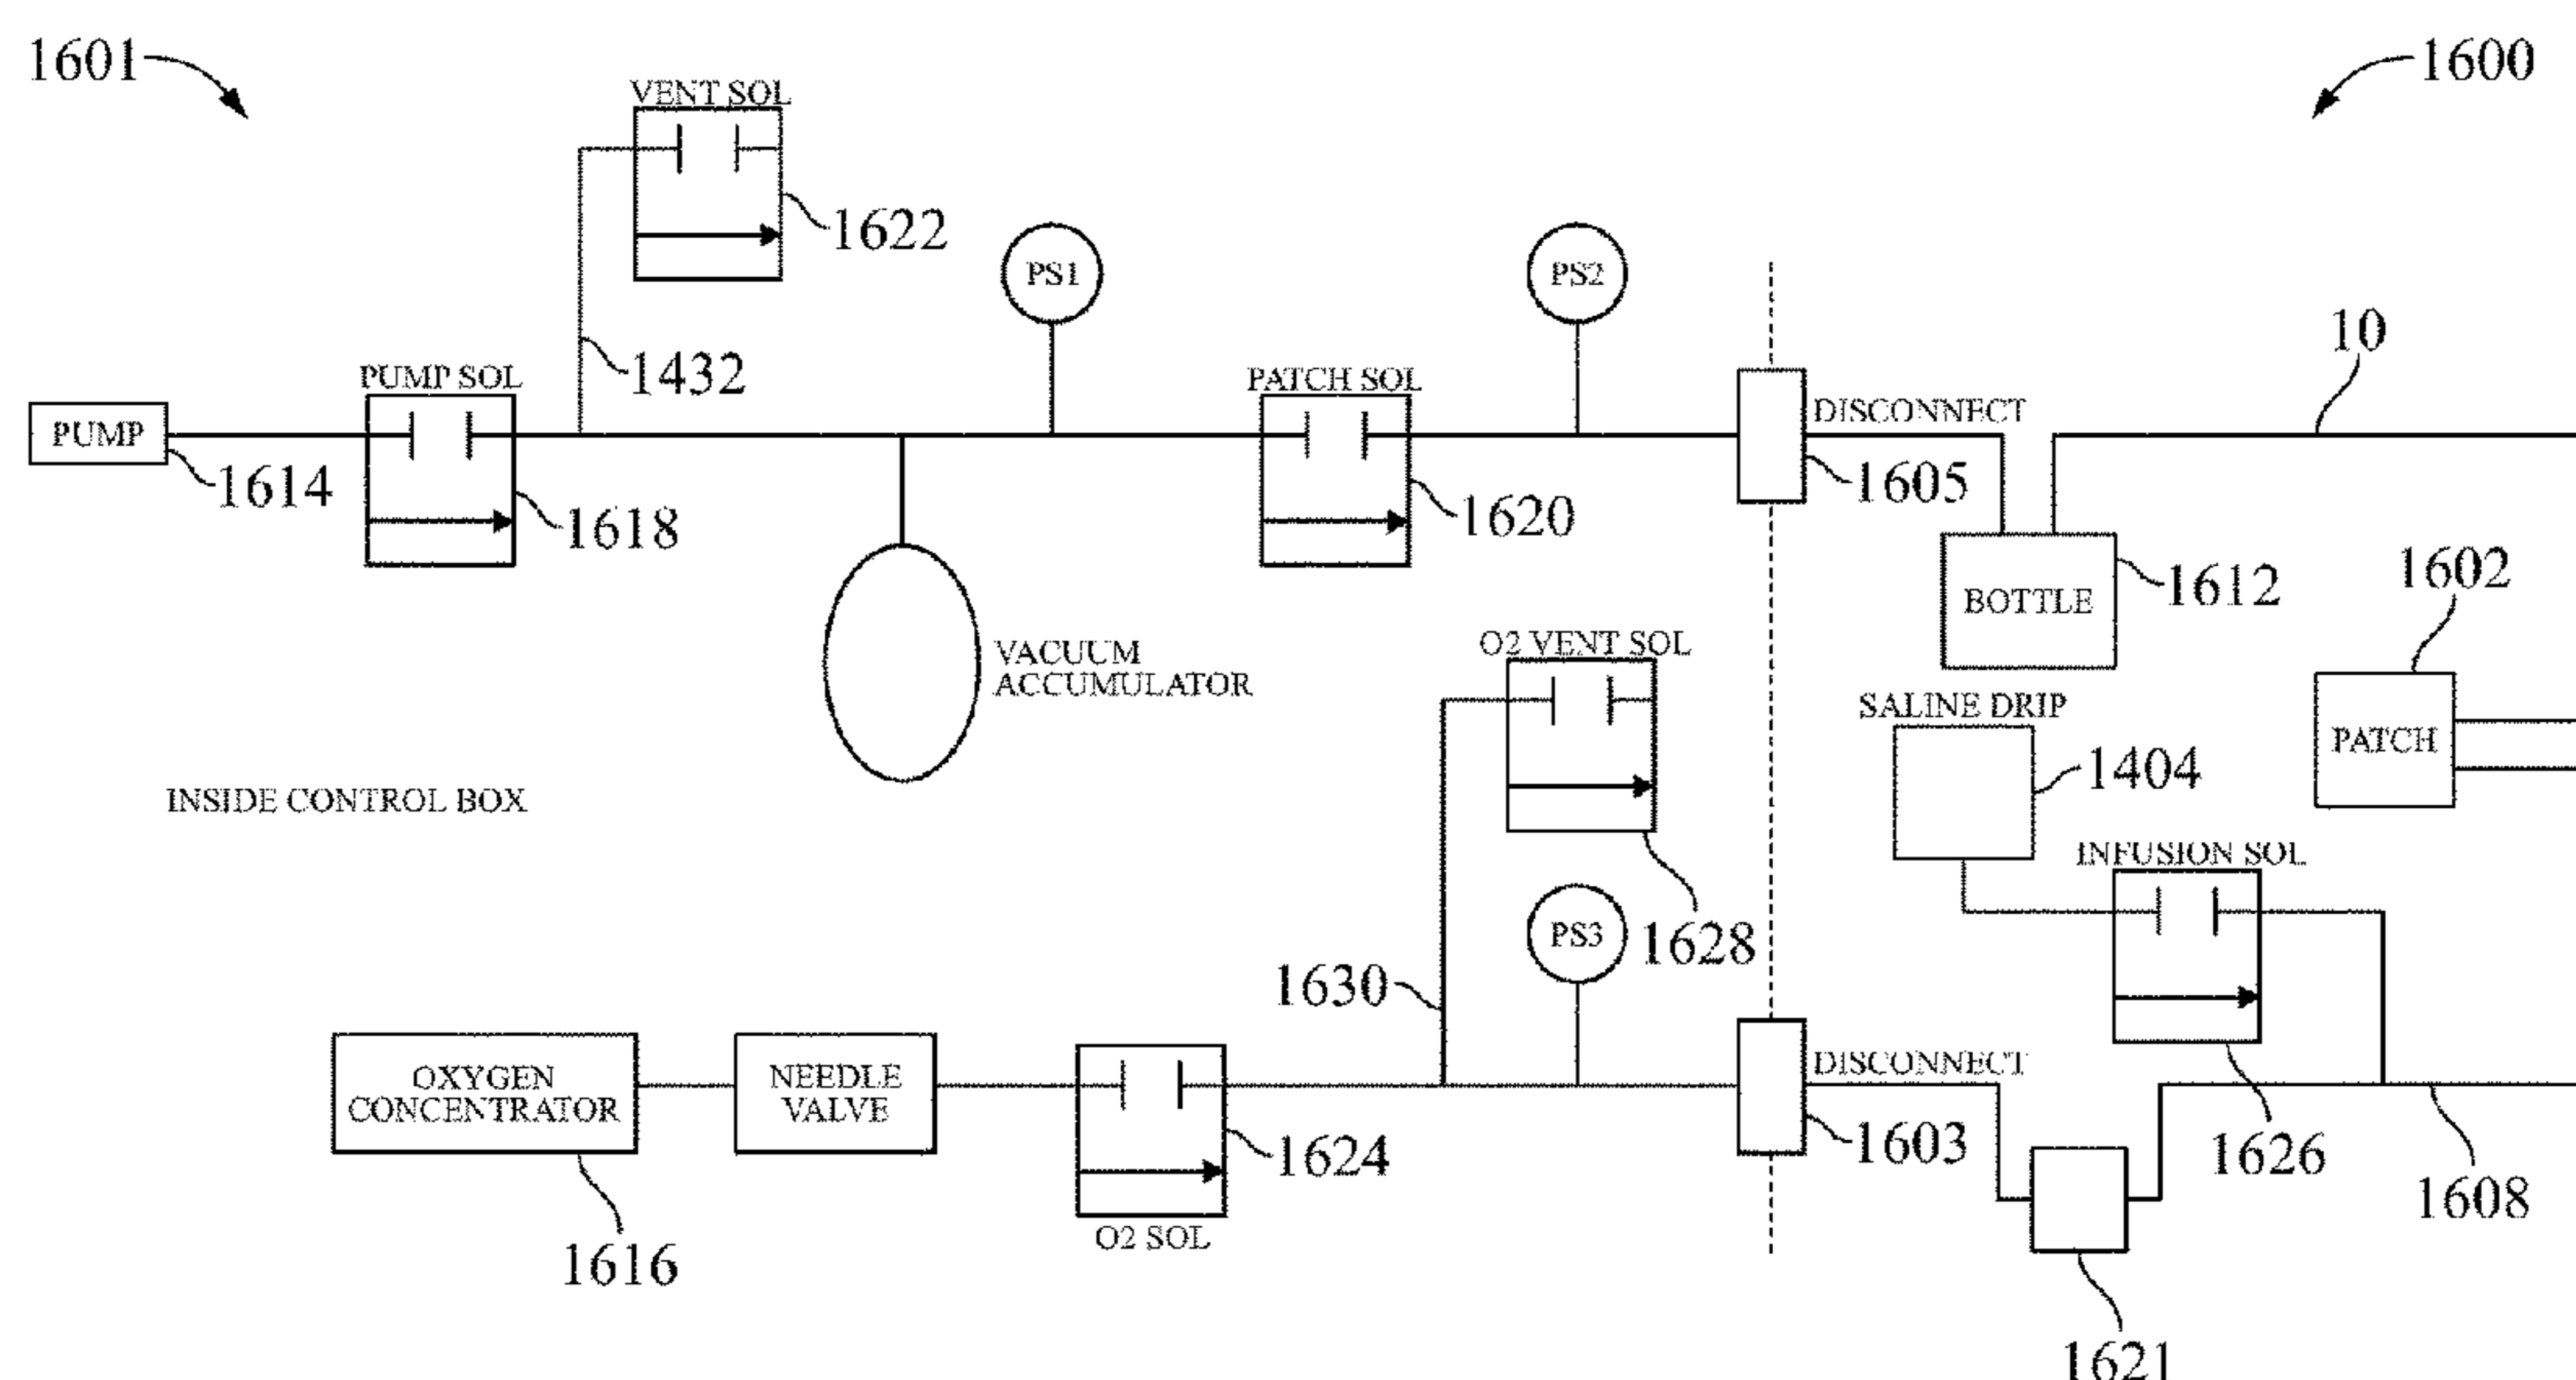 1601
1600
VENT SOL
1622
PS1
PS2
10
1432
PUMP SOL
PATCH SOL
DISCONNECT
PUMP
1614
1618
1620
1605
BOTTLE
1612
1602
VACUUM
ACCUMULATOR
O2 VENT SOL
SALINE DRIP
PATCH
1404
INSIDE CONTROL BOX
INFUSION SOL
PS3
1628
1630
DISCONNECT
OXYGEN
CONCENTRATOR
NEEDLE
VALVE
1624
1603
1626
1608
O2 SOL
1616
1621